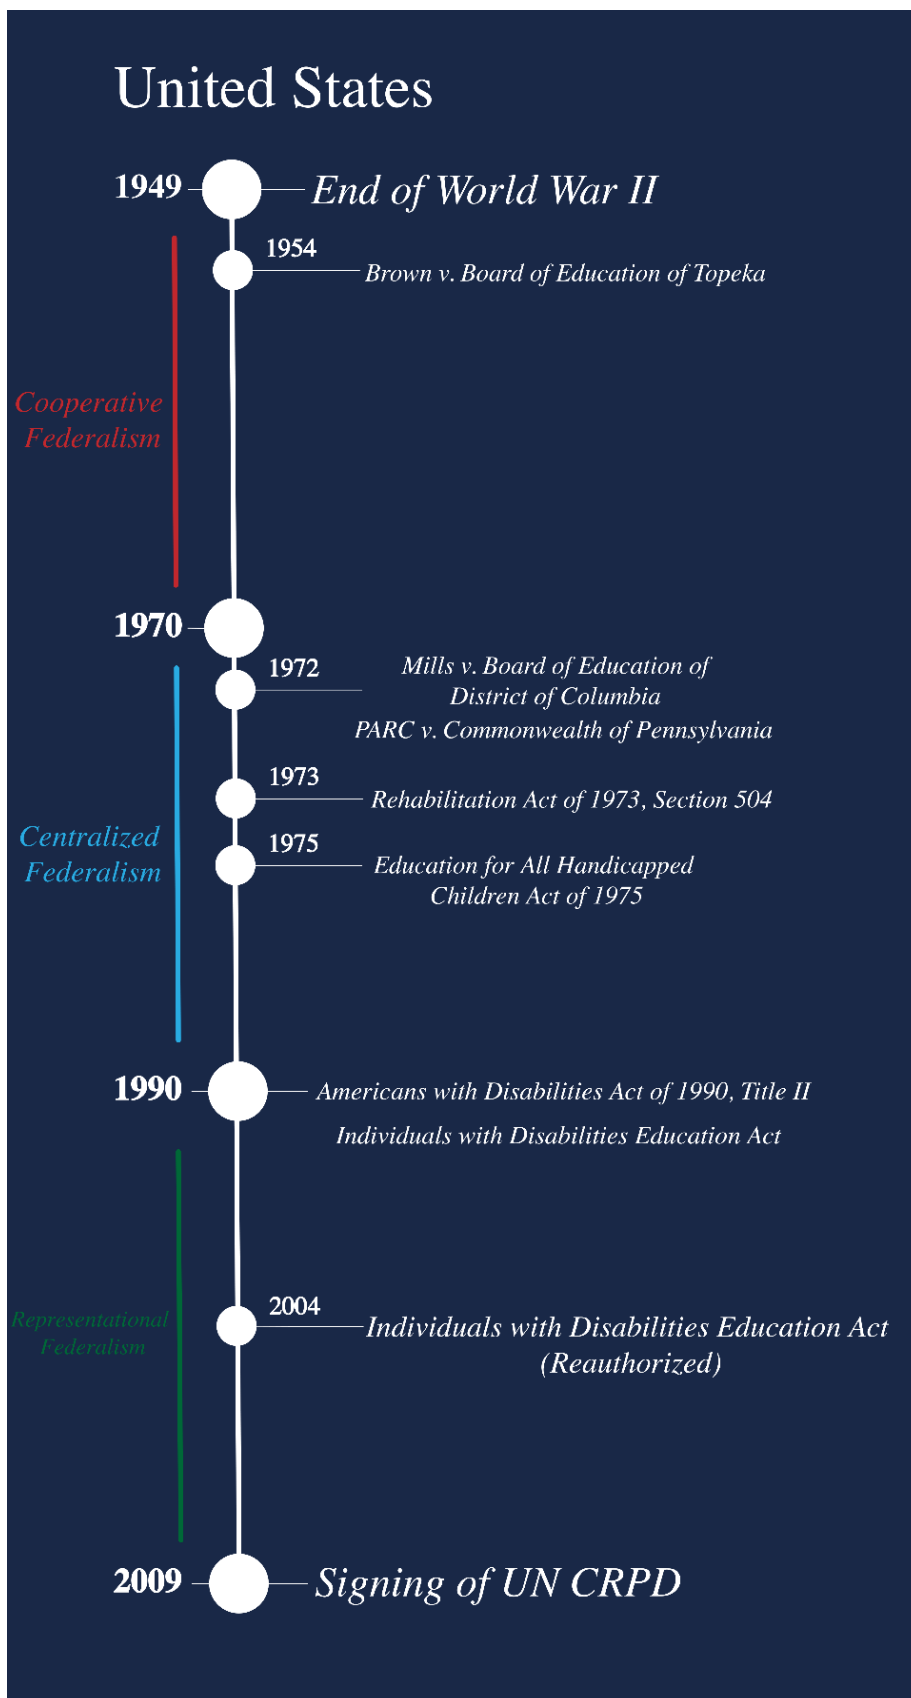 United States
1949
End of World War II
1954
Brown v. Board of Education of Topeka
Cooperative
Federalism
1970
1972
Mills v. Board of Education of
District of Columbia
PARC v. Commonwealth of Pennsylvania
1973
Rehabilitation Act of 1973, Section 504
Centralized
Federalism
1975
Education for All Handicapped
Children Act of 1975
1990
Americans with Disabilities Act of 1990, Title II
Individuals with Disabilities Education Act
Representational
Federalism
2004
Individuals with Disabilities Education Act
(Reauthorized)
2009
Signing of UN CRPD